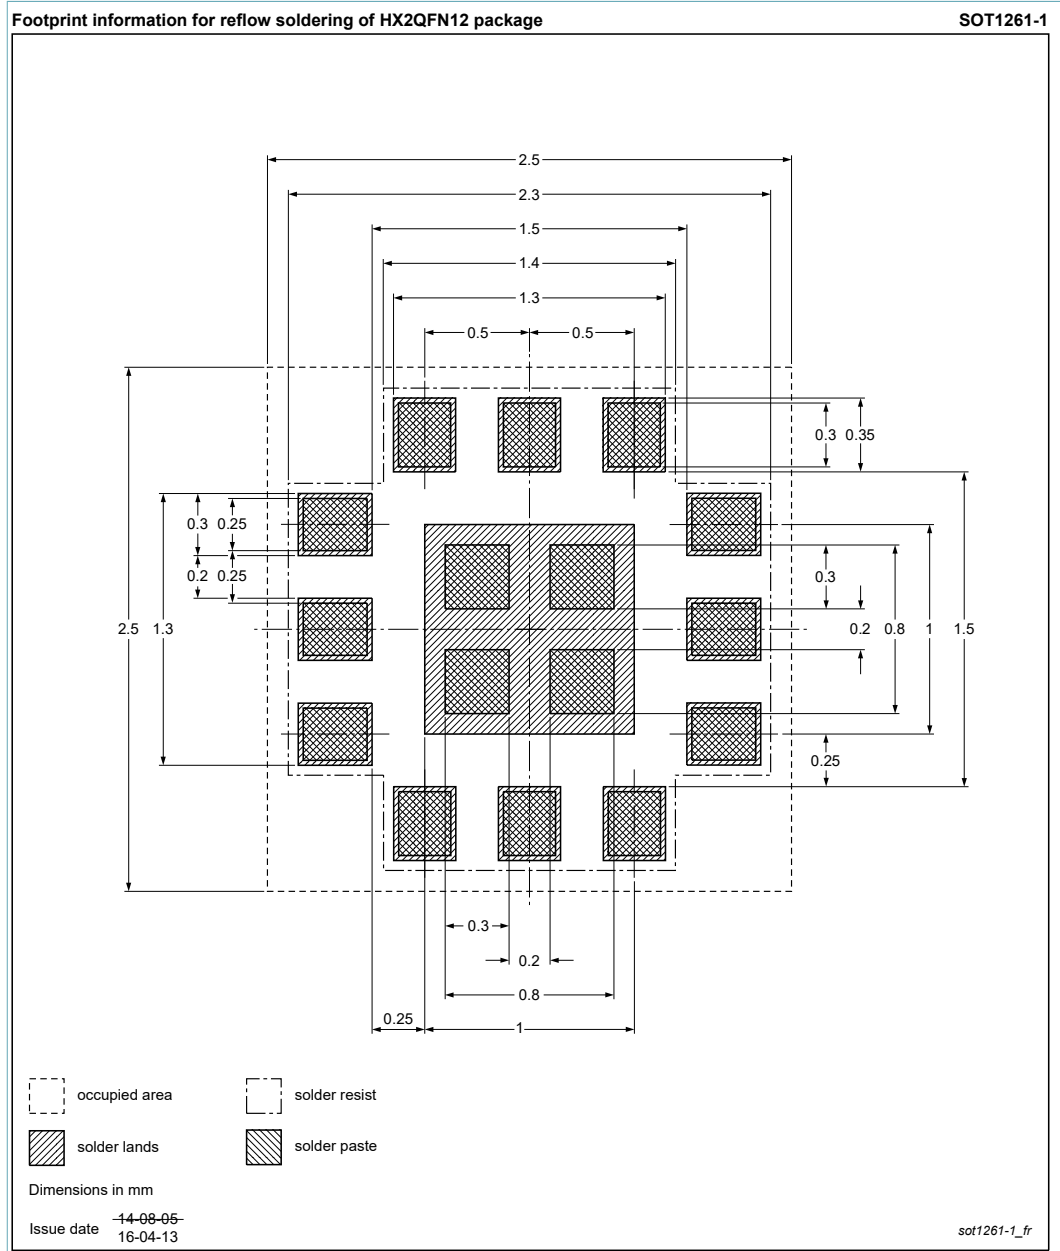 Footprint information for reflow soldering of HX2QFN12 package SOT1261-1
2.5
2.3
1.5
1.4
1.3
0.5 0.5
0.3 0.35
0.3 0.25
0.2 0.25
0.3
2.5 1.3
0.2 0.8 1 1.5
0.25
0.3
0.2
0.8
0.25
1
occupied area solder resist
solder lands solder paste
Dimensions in mm
Issue date 14-08-05
16-04-13
sot1261-1_fr